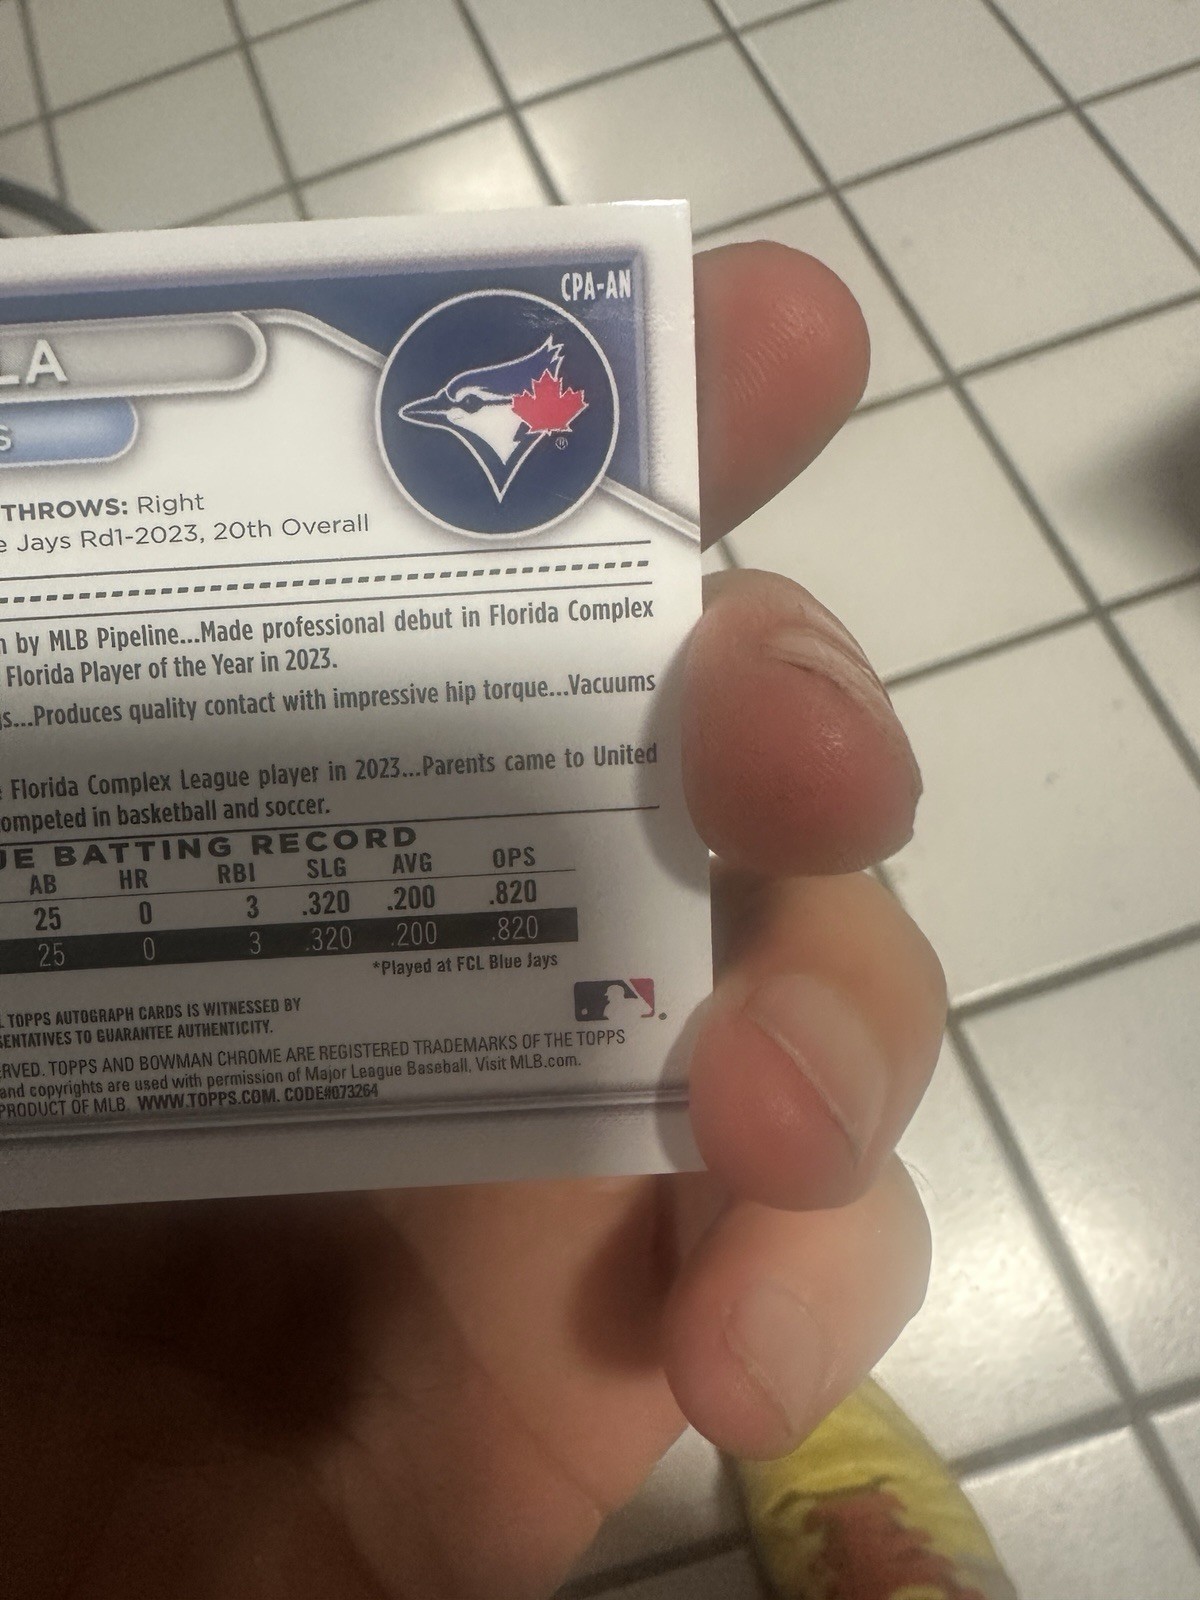 CPA-AN
LA
S
THROWS: Right
e Jays Rd1-2023, 20th Overall
n by MLB Pipeline...Made professional debut in Florida Complex
Florida Player of the Year in 2023.
gs...Produces quality contact with impressive hip torque...Vacuums
e Florida Complex League player in 2023...Parents came to United
ompeted in basketball and soccer.
UE BATTING RECORD
AB HR RBI SLG AVG OPS
25 0 3 .320 .200 .820
25 0 3 .320 .200 .820
*Played at FCL Blue Jays
L TOPPS AUTOGRAPH CARDS IS WITNESSED BY
SENTATIVES TO GUARANTEE AUTHENTICITY.
ERVED. TOPPS AND BOWMAN CHROME ARE REGISTERED TRADEMARKS OF THE TOPPS
and copyrights are used with permission of Major League Baseball. Visit MLB.com.
PRODUCT OF MLB. WWW.TOPPS.COM. CODE#073264